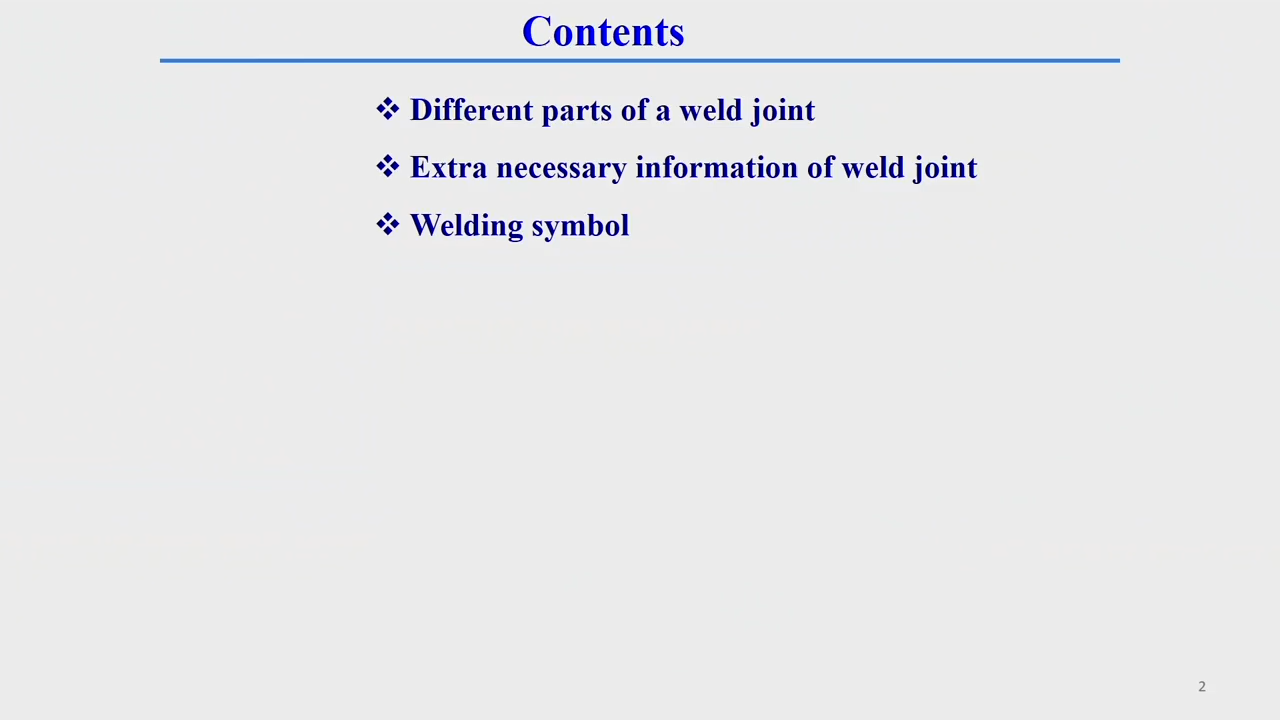 Contents
❖ Different parts of a weld joint
❖ Extra necessary information of weld joint
❖ Welding symbol
2